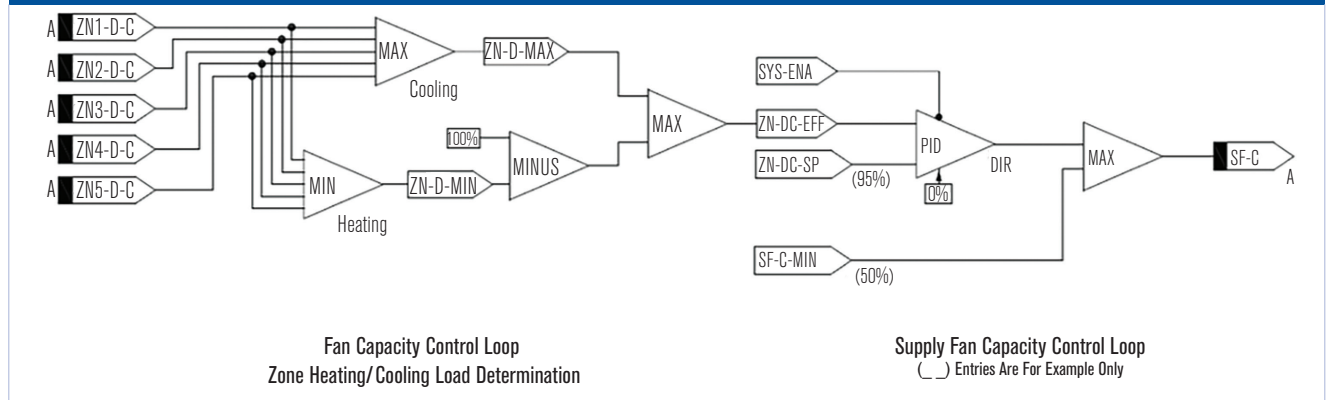 A ZN1-D-C
A ZN2-D-C
A ZN3-D-C
A ZN4-D-C
A ZN5-D-C
MAX
Cooling
ZN-D-MAX
MIN
Heating
ZN-D-MIN
100%
MINUS
MAX
SYS-ENA
ZN-DC-EFF
ZN-DC-SP
(95%)
PID
DIR
0%
SF-C-MIN
(50%)
MAX
SF-C
A
Fan Capacity Control Loop
Zone Heating/Cooling Load Determination
Supply Fan Capacity Control Loop
(_ _) Entries Are For Example Only